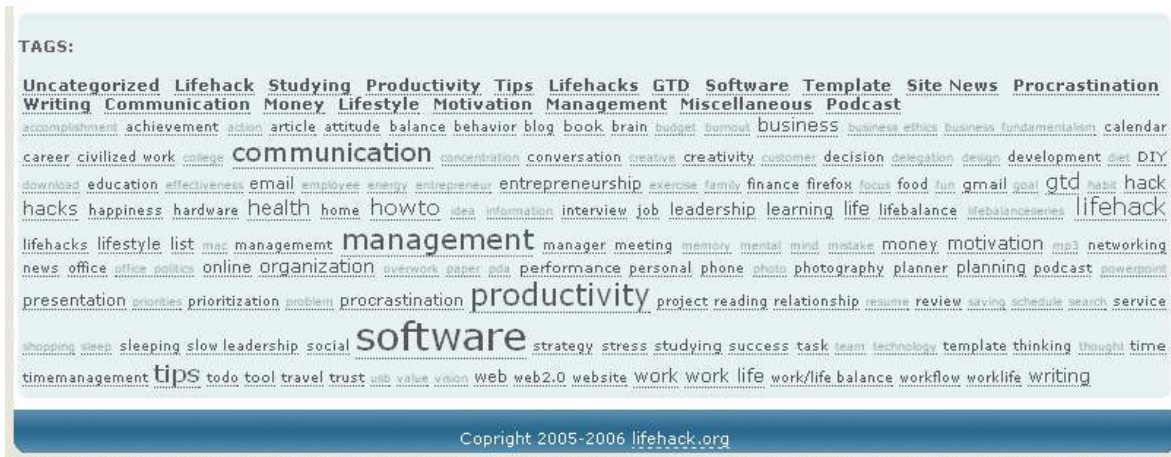 TAGS:
Uncategorized Lifehack Studying Productivity Tips Lifehacks GTD Software Template Site News Procrastination
Writing Communication Money Lifestyle Motivation Management Miscellaneous Podcast
accomplishment achievement action article attitude balance behavior blog book brain budget burnout business business ethics business fundamentalism calendar
career civilized work college communication concentration conversation creative creativity customer decision delegation design development diet DIY
download education effectiveness email employee energy entrepreneur entrepreneurship exercise family finance firefox focus food fun gmail goal gtd habit hack
hacks happiness hardware health home howto idea information interview job leadership learning life lifebalance lifebalanceseries lifehack
lifehacks lifestyle list mac managememt management manager meeting memory mental mind mistake money motivation mp3 networking
news office office politics online organization overwork paper pda performance personal phone photo photography planner planning podcast powerpoint
presentation priorities prioritization problem procrastination productivity project reading relationship resume review saving schedule search service
shopping sleep sleeping slow leadership social software strategy stress studying success task team technology template thinking thought time
timemanagement tips todo tool travel trust usb value vision web web2.0 website work work life work/life balance workflow worklife writing
Copright 2005-2006 lifehack.org